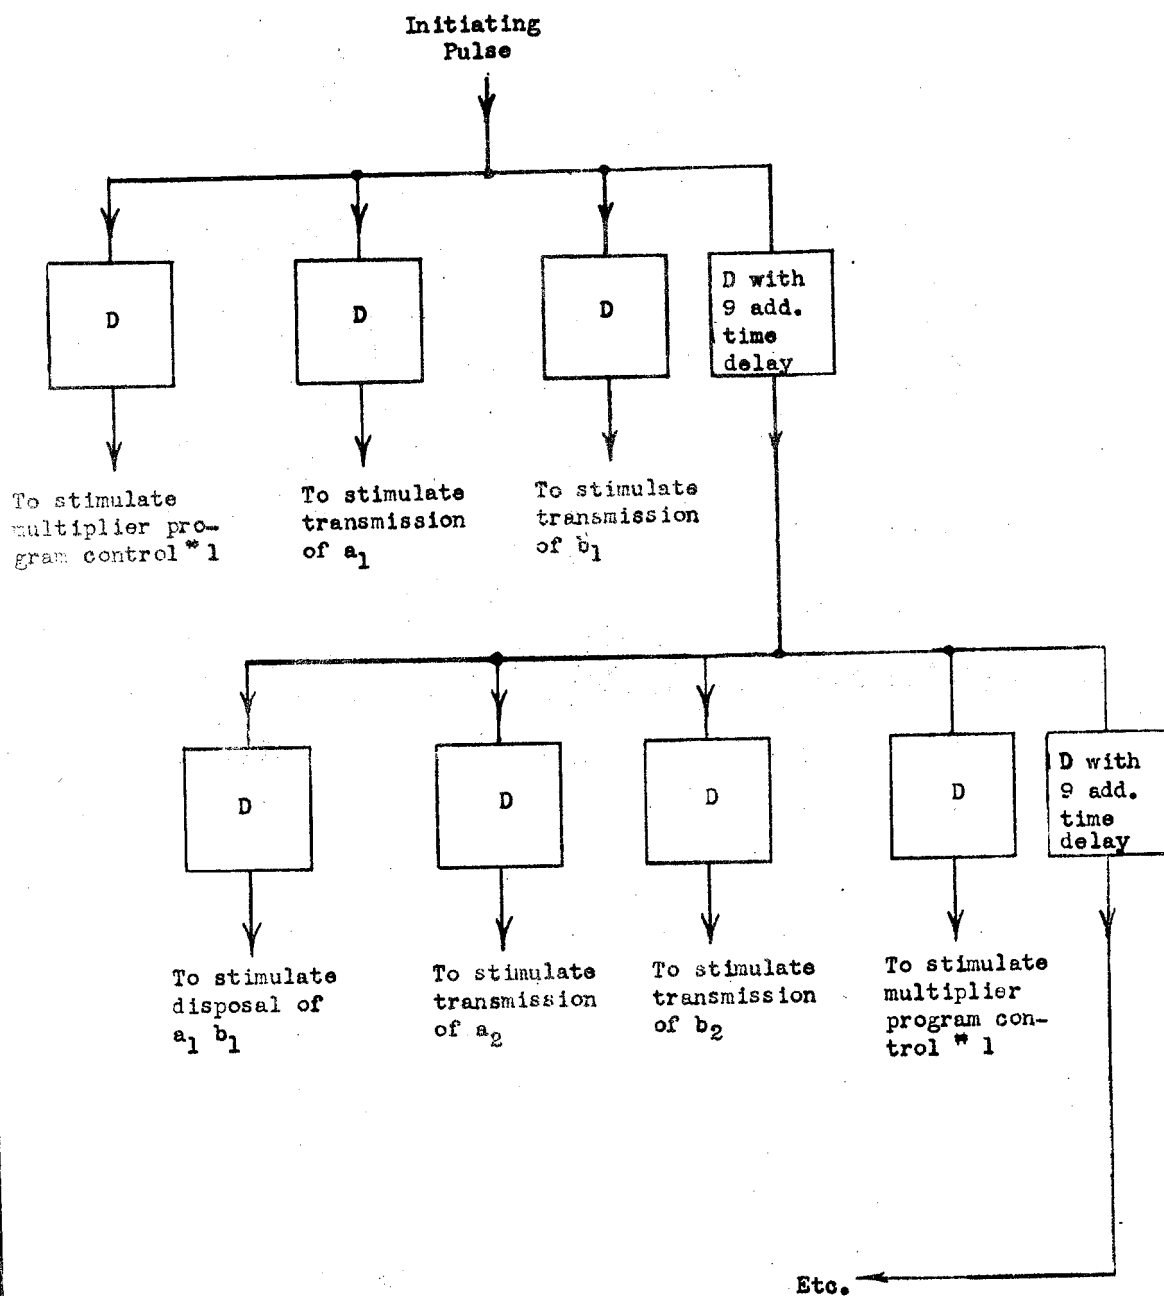 Initiating
Pulse
D
D
D
D with
9 add.
time
delay
To stimulate
multiplier pro-
gram control # 1
To stimulate
transmission
of a₁
To stimulate
transmission
of b₁
D
D
D
D
D with
9 add.
time
delay
To stimulate
disposal of
a₁ b₁
To stimulate
transmission
of a₂
To stimulate
transmission
of b₂
To stimulate
multiplier
program con-
trol # 1
Etc.